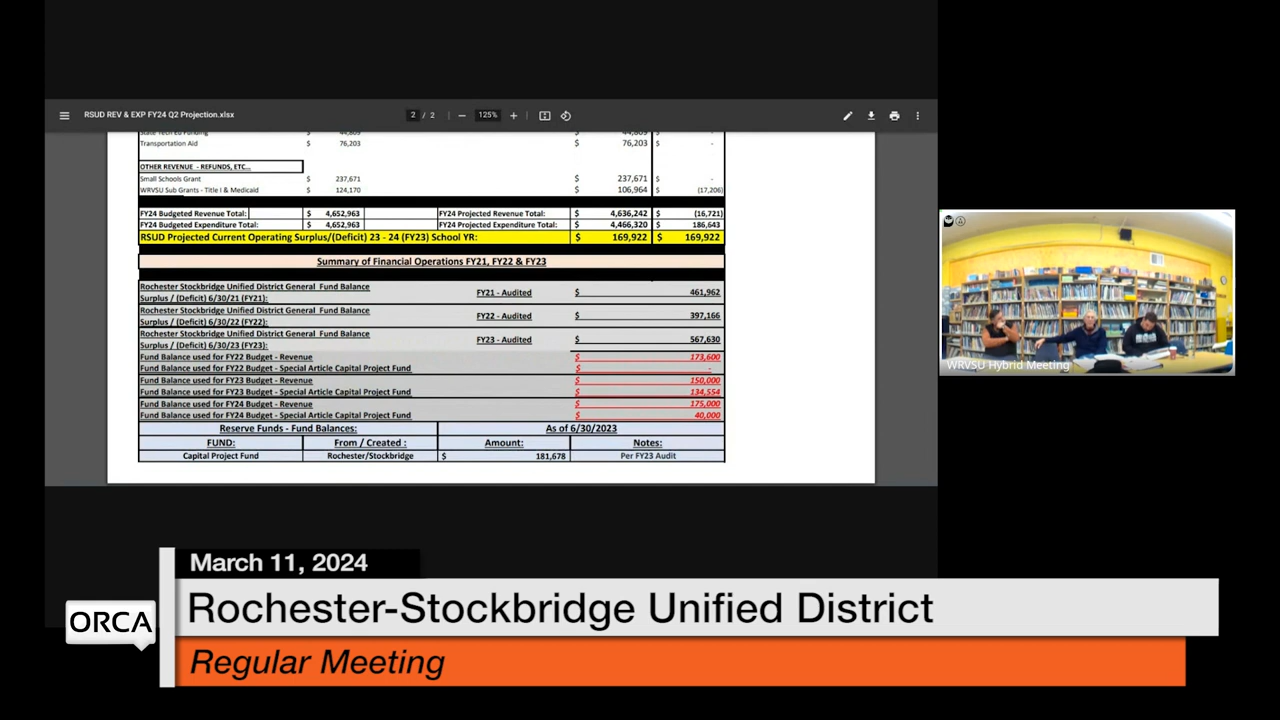 RSUD REV & EXP FY24 Q2 Projection.xlsx
2 / 2
125%
State Tech Ed Funding $ 44,809 $ 44,809 $ -
Transportation Aid $ 76,203 $ 76,203 $ -
OTHER REVENUE - REFUNDS, ETC...
Small Schools Grant $ 237,671 $ 237,671 $ -
WRVSU Sub Grants - Title I & Medicaid $ 124,170 $ 106,964 $ (17,206)
FY24 Budgeted Revenue Total: $ 4,652,963 FY24 Projected Revenue Total: $ 4,636,242 (16,721)
FY24 Budgeted Expenditure Total: $ 4,652,963 FY24 Projected Expenditure Total: $ 4,466,320 186,643
RSUD Projected Current Operating Surplus/(Deficit) 23 - 24 (FY23) School YR: $ 169,922 $ 169,922
Summary of Financial Operations FY21, FY22 & FY23
Rochester Stockbridge Unified District General Fund Balance
Surplus / (Deficit) 6/30/21 (FY21): FY21 - Audited $ 461,962
Rochester Stockbridge Unified District General Fund Balance
Surplus / (Deficit) 6/30/22 (FY22): FY22 - Audited $ 397,166
Rochester Stockbridge Unified District General Fund Balance
Surplus / (Deficit) 6/30/23 (FY23): FY23 - Audited $ 567,630
Fund Balance used for FY22 Budget - Revenue $ 173,600
Fund Balance used for FY22 Budget - Special Article Capital Project Fund $ -
Fund Balance used for FY23 Budget - Revenue $ 150,000
Fund Balance used for FY23 Budget - Special Article Capital Project Fund $ 134,554
Fund Balance used for FY24 Budget - Revenue $ 175,000
Fund Balance used for FY24 Budget - Special Article Capital Project Fund $ 40,000
Reserve Funds - Fund Balances: As of 6/30/2023
FUND: From / Created : Amount: Notes:
Capital Project Fund Rochester/Stockbridge $ 181,678 Per FY23 Audit
WRVSU Hybrid Meeting
March 11, 2024
ORCA
Rochester-Stockbridge Unified District
Regular Meeting